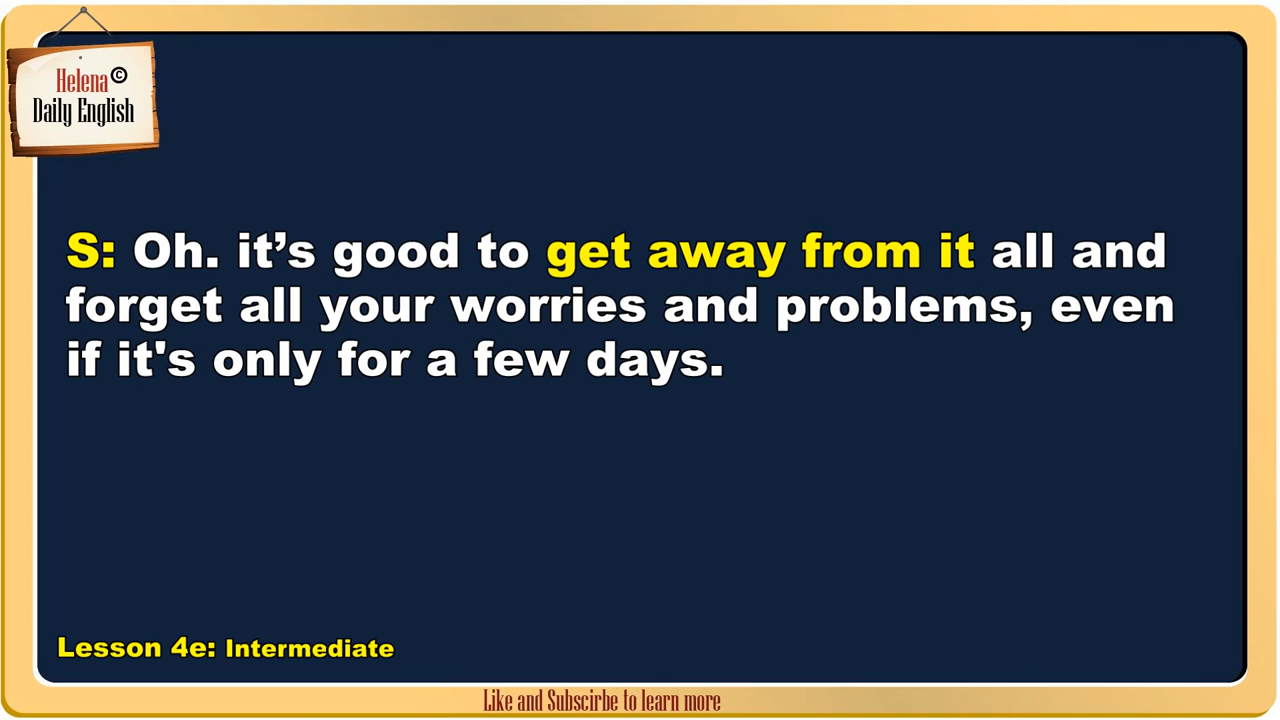 Helena ©
Daily English
S: Oh. it’s good to get away from it all and
forget all your worries and problems, even
if it's only for a few days.
Lesson 4e: Intermediate
Like and Subscirbe to learn more